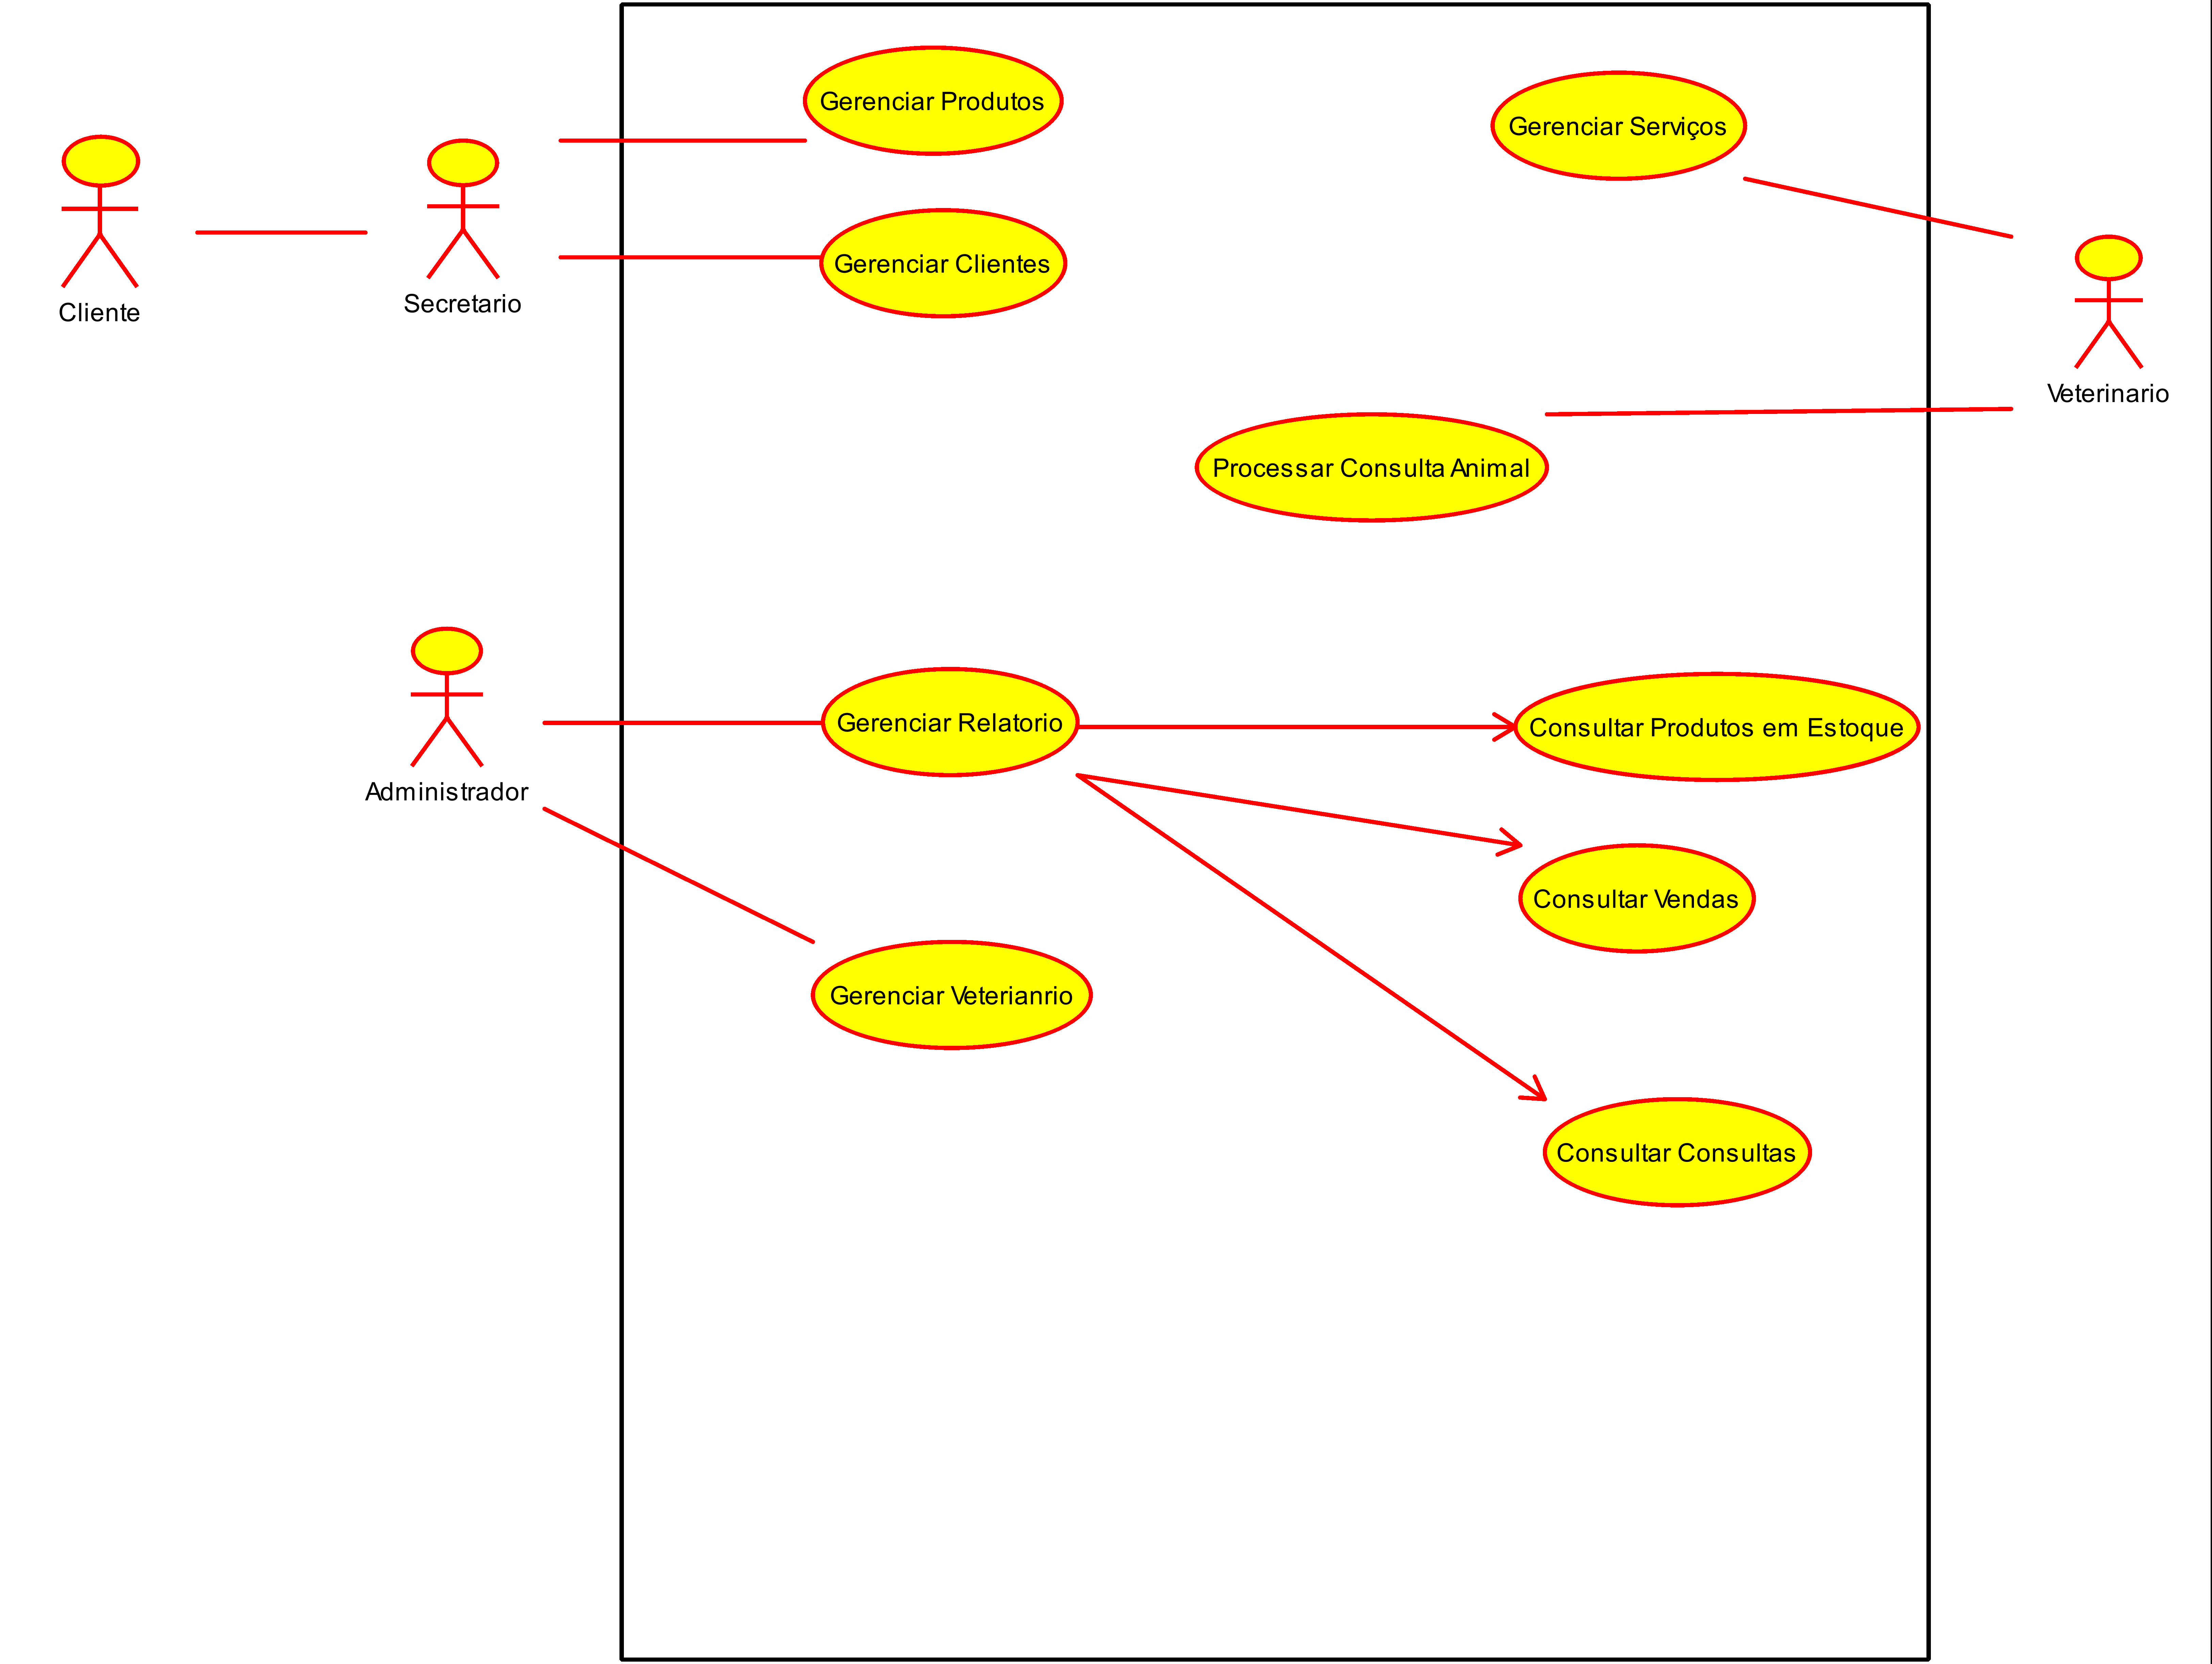 Gerenciar Produtos
Gerenciar Serviços
Gerenciar Clientes
Cliente
Secretario
Veterinario
Processar Consulta Animal
Gerenciar Relatorio
Consultar Produtos em Estoque
Administrador
Consultar Vendas
Gerenciar Veterianrio
Consultar Consultas